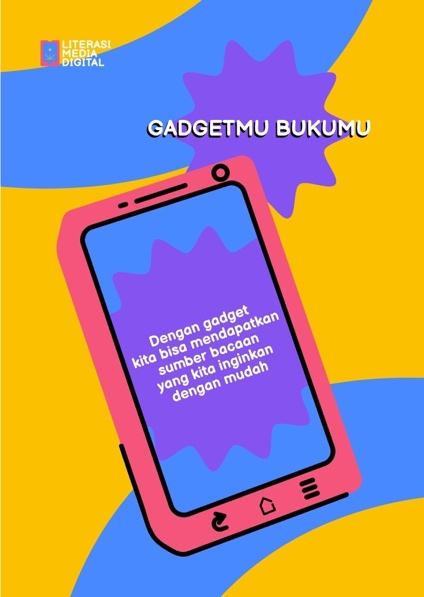 LITERASI
MEDIA
DIGITAL
GADGETMU BUKUMU
Dengan gadget
kita bisa mendapatkan
sumber bacaan
yang kita inginkan
dengan mudah